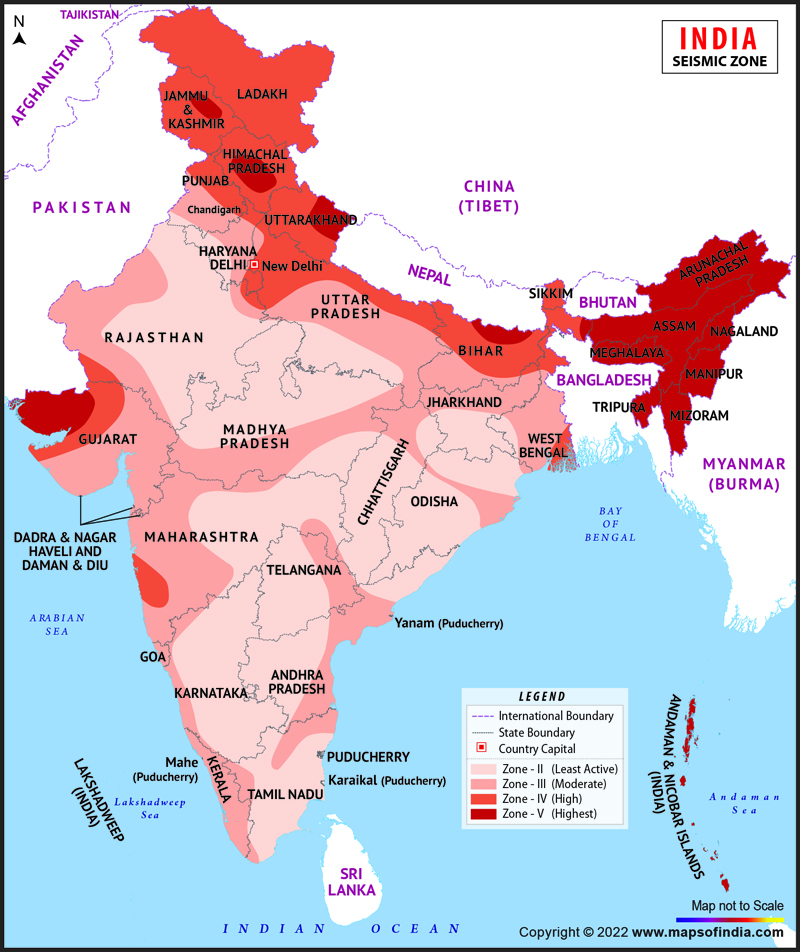 N
TAJIKISTAN
AFGHANISTAN
INDIA
SEISMIC ZONE
JAMMU
&
KASHMIR
LADAKH
HIMACHAL
PRADESH
PUNJAB
CHINA
(TIBET)
PAKISTAN
Chandigarh
UTTARAKHAND
HARYANA
DELHI
New Delhi
NEPAL
ARUNACHAL
PRADESH
SIKKIM
BHUTAN
UTTAR
PRADESH
RAJASTHAN
ASSAM
NAGALAND
BIHAR
MEGHALAYA
MANIPUR
BANGLADESH
JHARKHAND
TRIPURA
MIZORAM
GUJARAT
MADHYA
PRADESH
WEST
BENGAL
CHHATTISGARH
MYANMAR
(BURMA)
ODISHA
BAY
OF
BENGAL
DADRA & NAGAR
HAVELI AND
DAMAN & DIU
MAHARASHTRA
TELANGANA
ARABIAN
SEA
Yanam (Puducherry)
GOA
ANDHRA
PRADESH
KARNATAKA
LEGEND
International Boundary
State Boundary
Country Capital
Zone - II (Least Active)
Zone - III (Moderate)
Zone - IV (High)
Zone - V (Highest)
ANDAMAN & NICOBAR ISLANDS
(INDIA)
Andaman
Sea
Mahe
(Puducherry)
KERALA
PUDUCHERRY
Karaikal (Puducherry)
TAMIL NADU
LAKSHADWEEP
(INDIA)
Lakshadweep
Sea
SRI
LANKA
INDIAN OCEAN
Map not to Scale
Copyright © 2022 www.mapsofindia.com